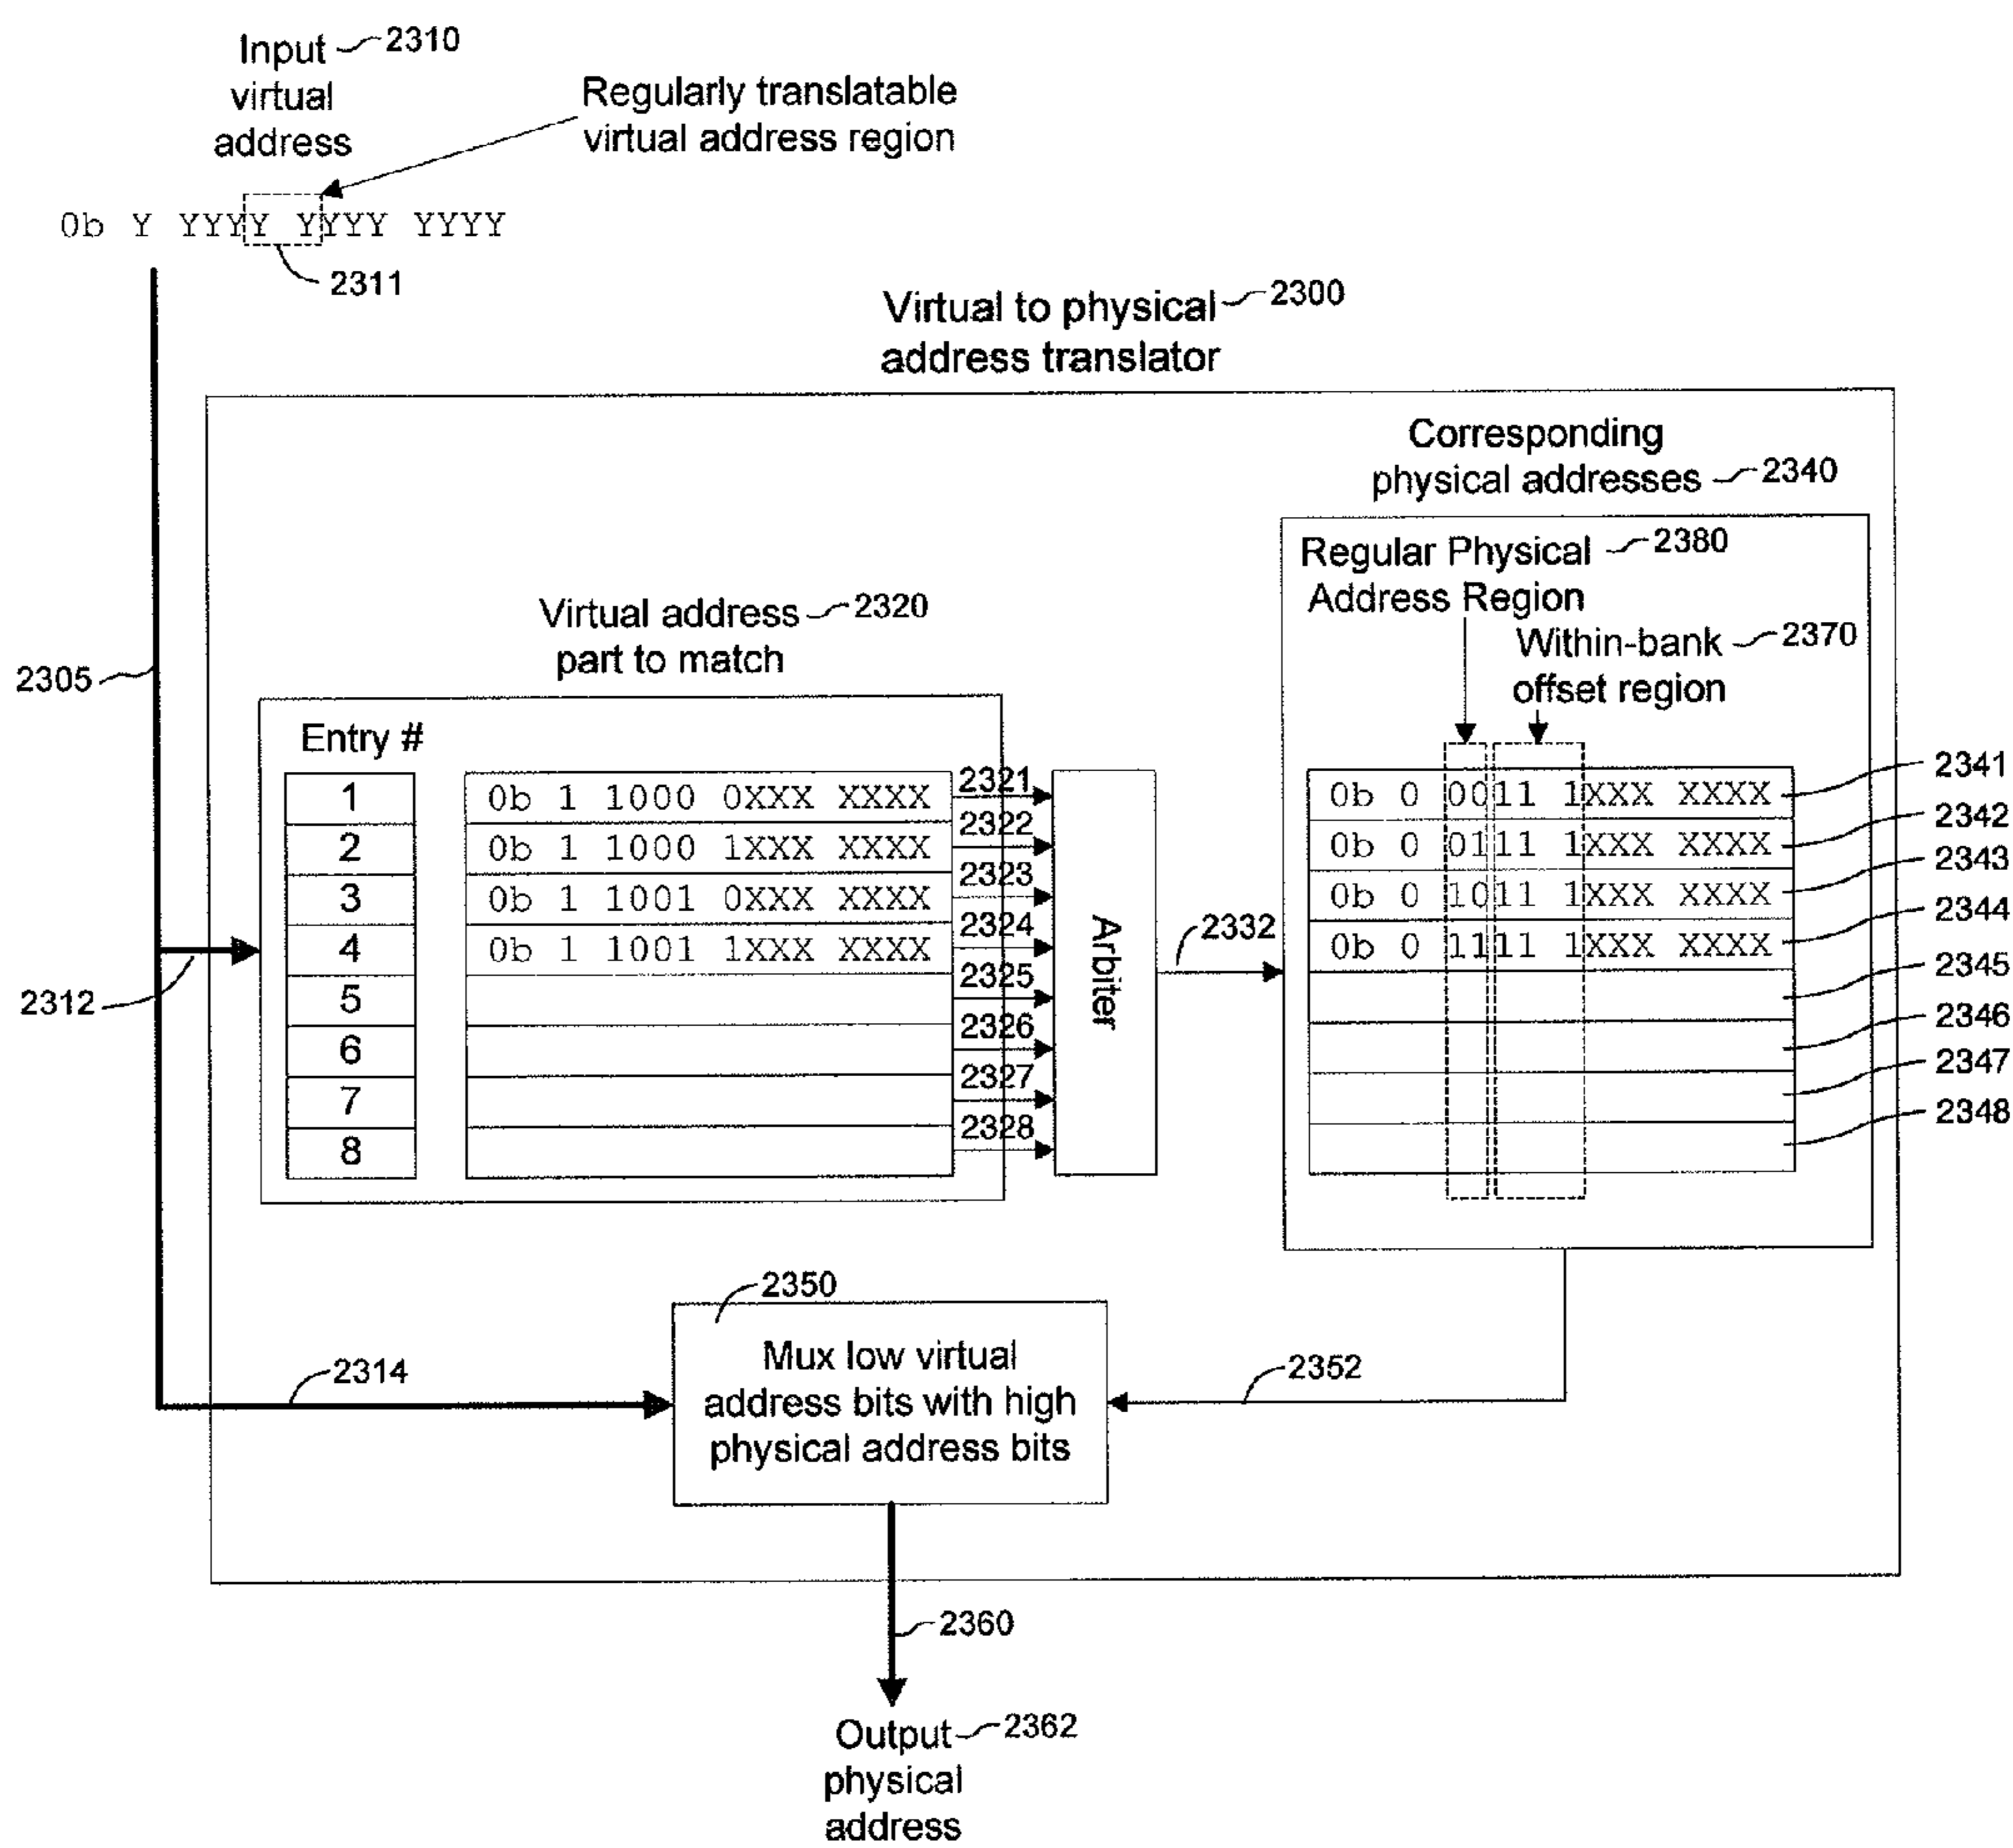 Input 2310
virtual
address
Regularly translatable
virtual address region
0b Y YYYY YYYY YYYY
2311
Virtual to physical 2300
address translator
Corresponding
physical addresses 2340
Regular Physical 2380
Address Region
Within-bank 2370
offset region
Virtual address 2320
part to match
2305
2312
Entry #
1 0b 1 1000 0XXX XXXX 2321
2 0b 1 1000 1XXX XXXX 2322
3 0b 1 1001 0XXX XXXX 2323
4 0b 1 1001 1XXX XXXX 2324
5 2325
6 2326
7 2327
8 2328
Arbiter
2332
0b 0 0011 1XXX XXXX 2341
0b 0 0111 1XXX XXXX 2342
0b 0 1011 1XXX XXXX 2343
0b 0 1111 1XXX XXXX 2344
2345
2346
2347
2348
2350
Mux low virtual
address bits with high
physical address bits
2314
2352
2360
Output 2362
physical
address